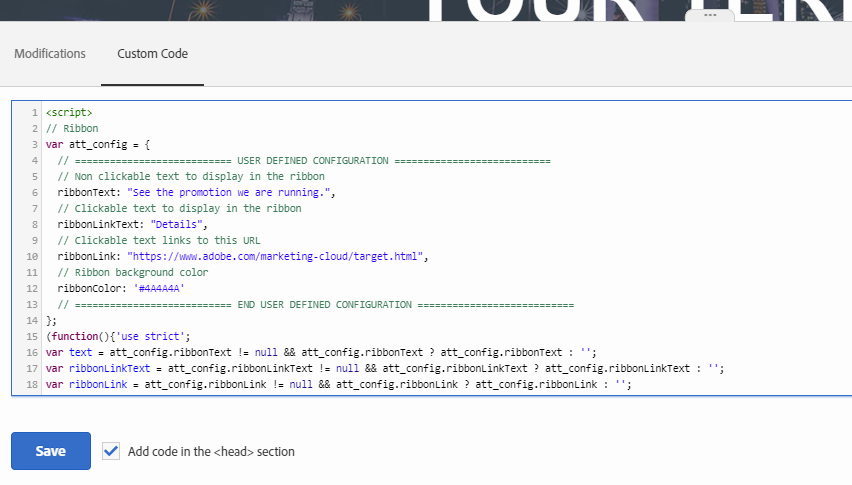 YOUR TER
Modifications Custom Code
1 <script>
2 // Ribbon
3 var att_config = {
4 // =========================== USER DEFINED CONFIGURATION ===========================
5 // Non clickable text to display in the ribbon
6 ribbonText: "See the promotion we are running.",
7 // Clickable text to display in the ribbon
8 ribbonLinkText: "Details",
9 // Clickable text links to this URL
10 ribbonLink: "https://www.adobe.com/marketing-cloud/target.html",
11 // Ribbon background color
12 ribbonColor: '#4A4A4A'
13 // =========================== END USER DEFINED CONFIGURATION ===========================
14 };
15 (function(){'use strict';
16 var text = att_config.ribbonText != null && att_config.ribbonText ? att_config.ribbonText : '';
17 var ribbonLinkText = att_config.ribbonLinkText != null && att_config.ribbonLinkText ? att_config.ribbonLinkText : '';
18 var ribbonLink = att_config.ribbonLink != null && att_config.ribbonLink ? att_config.ribbonLink : '';
Save Add code in the <head> section